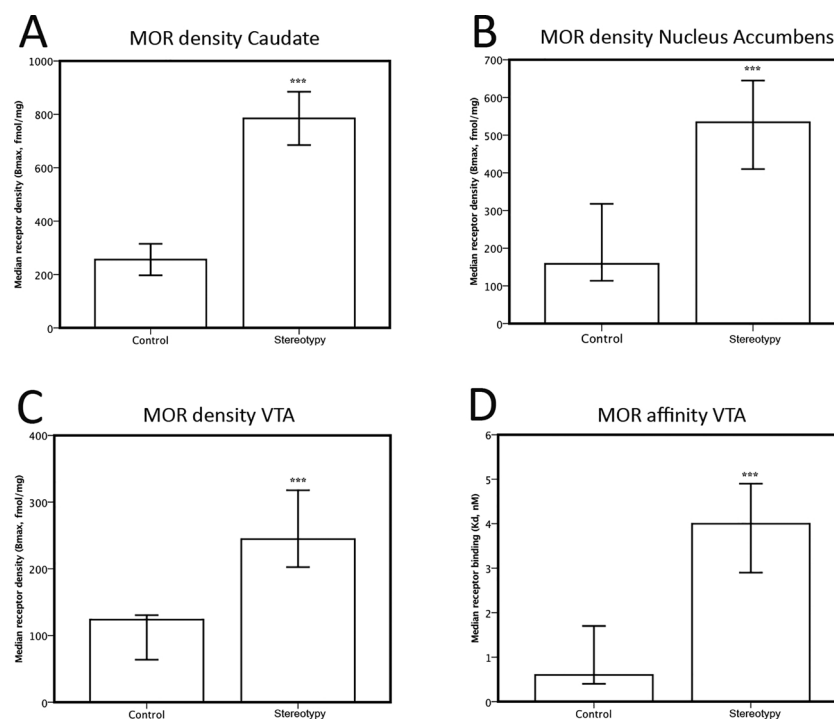 A
MOR density Caudate
Median receptor density (Bmax, fmol/mg)
1000
800
600
400
200
0
***
Control
Stereotypy
B
MOR density Nucleus Accumbens
Median receptor density (Bmax, fmol/mg)
700
600
500
400
300
200
100
0
***
Control
Stereotypy
C
MOR density VTA
Median receptor density (Bmax, fmol/mg)
400
300
200
100
0
***
Control
Stereotypy
D
MOR affinity VTA
Median receptor binding (Kd, nM)
6
5
4
3
2
1
0
***
Control
Stereotypy